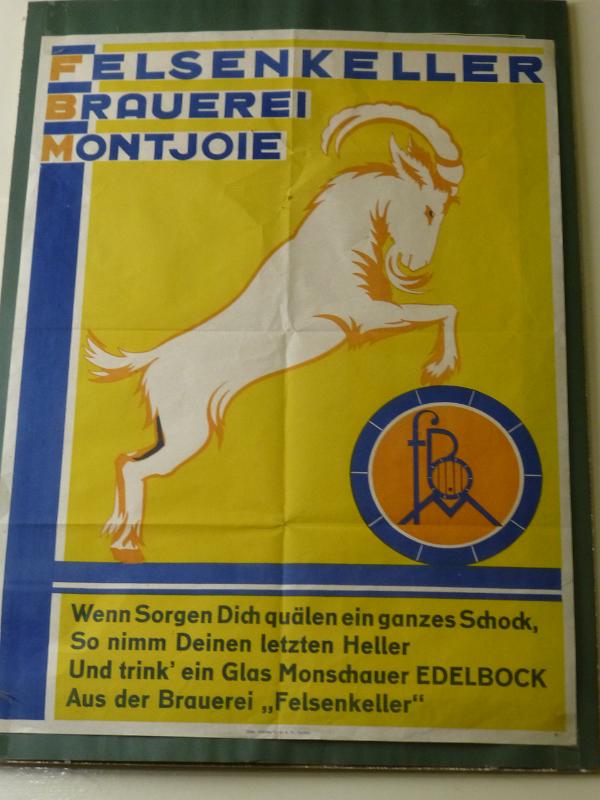 FELSENKELLER
BRAUEREI
MONTJOIE
fBM
Wenn Sorgen Dich quälen ein ganzes Schock,
So nimm Deinen letzten Heller
Und trink' ein Glas Monschauer EDELBOCK
Aus der Brauerei „Felsenkeller“